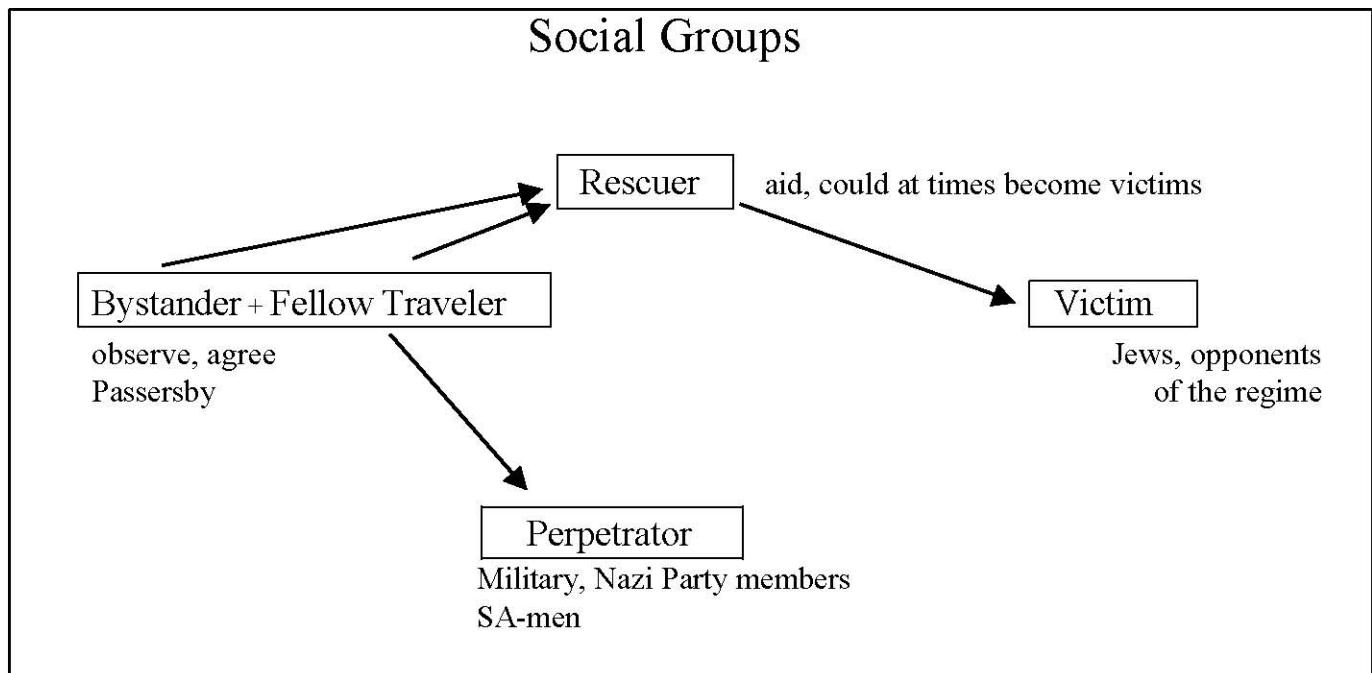 Social Groups
Rescuer
aid, could at times become victims
Bystander + Fellow Traveler
observe, agree
Passersby
Victim
Jews, opponents
of the regime
Perpetrator
Military, Nazi Party members
SA-men